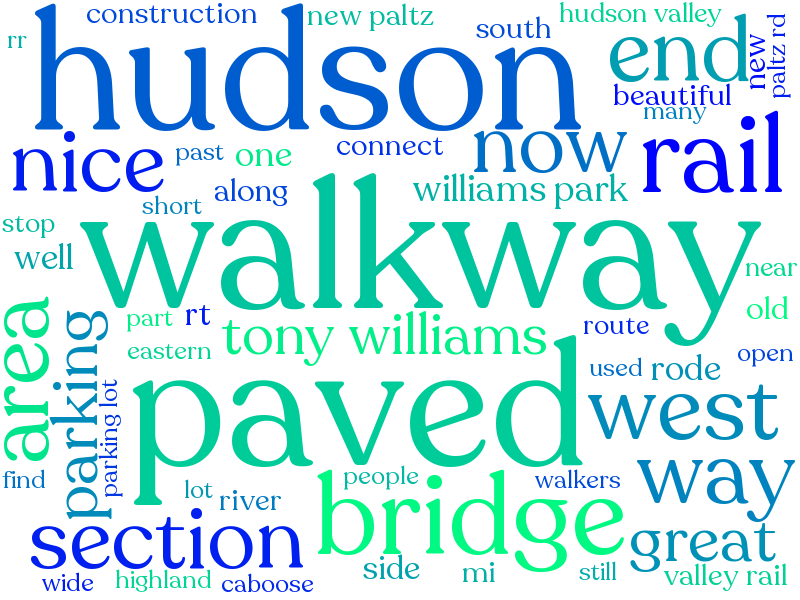 construction
new paltz
hudson valley
rr
hudson
south
end
new
paltz rd
beautiful
many
nice
past
one
connect
now
rail
along
williams park
short
stop
well
walkway
near
old
area
parking
part
rt
tony williams
route
eastern
open
parking lot
paved
used
rode
west
find
lot
river
people
bridge
walkers
way
section
great
wide
highland
caboose
side
mi
still
valley rail